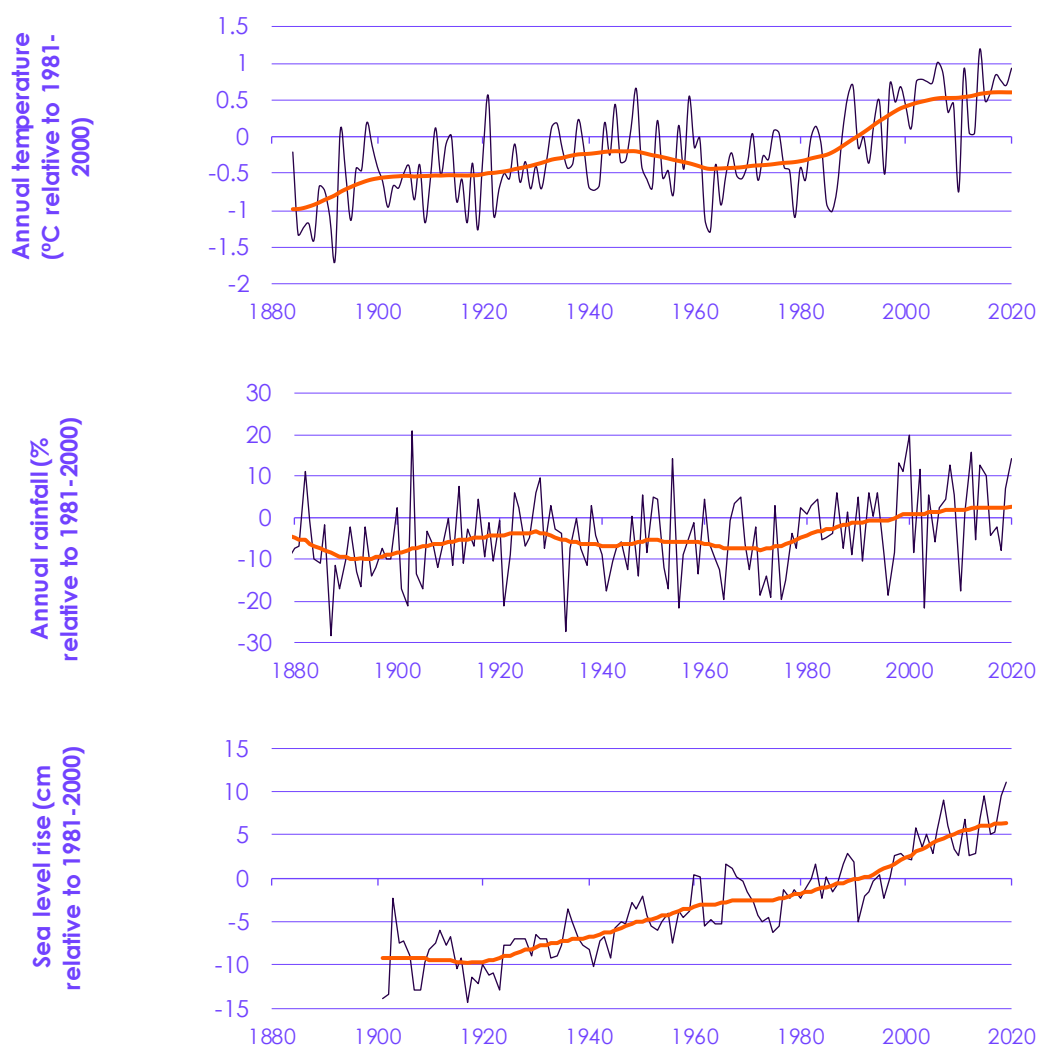 Annual temperature
(ºC relative to 1981-
2000)
1.5
1
0.5
0
-0.5
-1
-1.5
-2
1880 1900 1920 1940 1960 1980 2000 2020
Annual rainfall (%
relative to 1981-2000)
30
20
10
0
-10
-20
-30
1880 1900 1920 1940 1960 1980 2000 2020
Sea level rise (cm
relative to 1981-2000)
15
10
5
0
-5
-10
-15
1880 1900 1920 1940 1960 1980 2000 2020